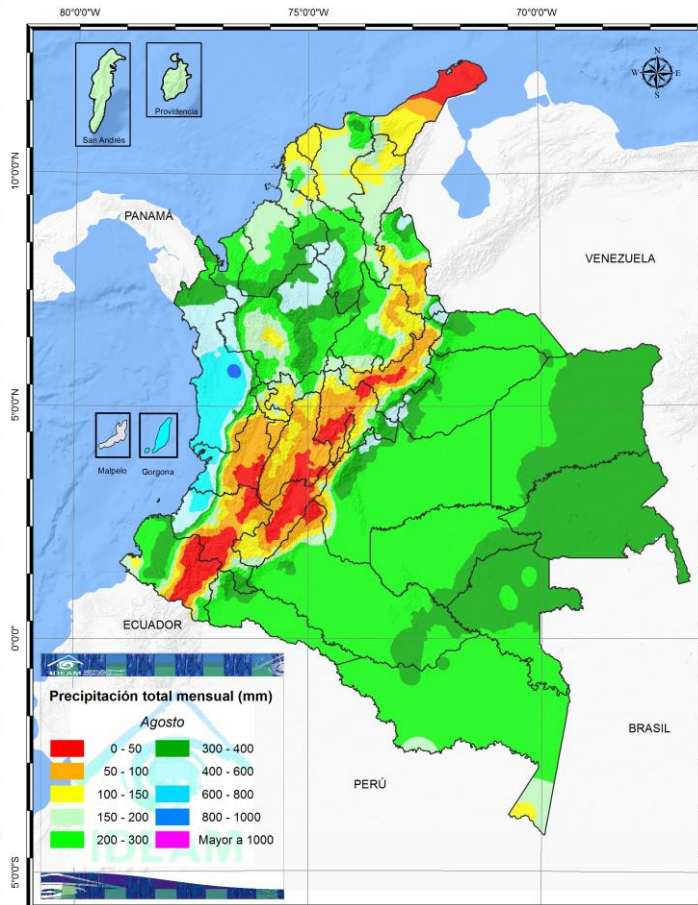 80°0'0"W 75°0'0"W 70°0'0"W
N
W E
S
San Andrés
Providencia
10°0'0"N
PANAMÁ
VENEZUELA
5°0'0"N
Malpelo
Gorgona
ECUADOR
0°0'0"
IDEAM
Precipitación total mensual (mm)
Agosto
0 - 50 300 - 400
50 - 100 400 - 600
100 - 150 600 - 800
150 - 200 800 - 1000
200 - 300 Mayor a 1000
IDEAM
PERÚ
BRASIL
5°0'0"S